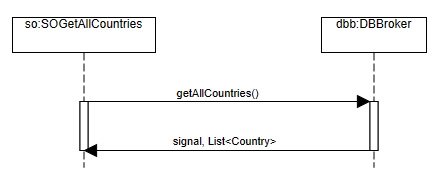 so:SOGetAllCountries
dbb:DBBroker
getAllCountries()
signal, List<Country>